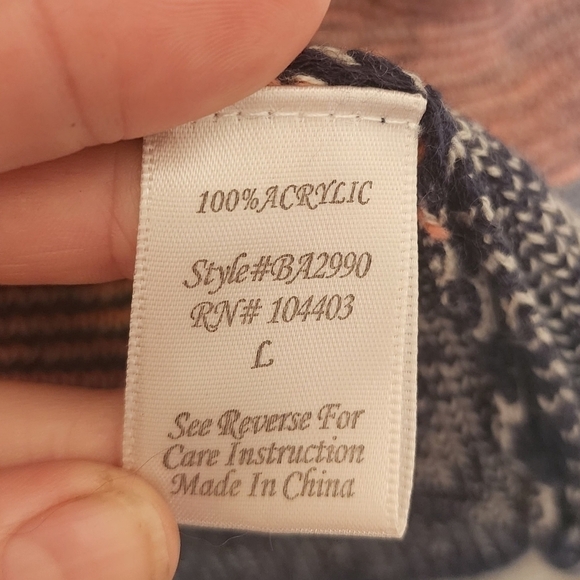 100%ACRYLIC
Style#BA2990
RN# 104403
L
See Reverse For
Care Instruction
Made In China